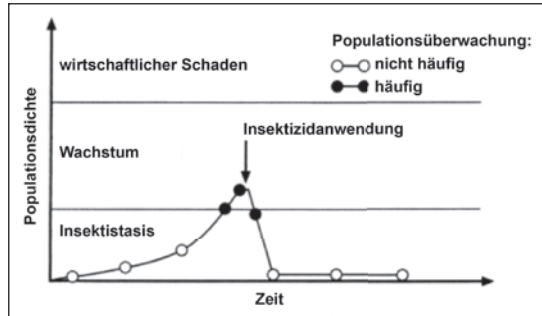 Populationsüberwachung:
nicht häufig
häufig
wirtschaftlicher Schaden
Insektizidanwendung
Wachstum
Insektistasis
Populationsdichte
Zeit